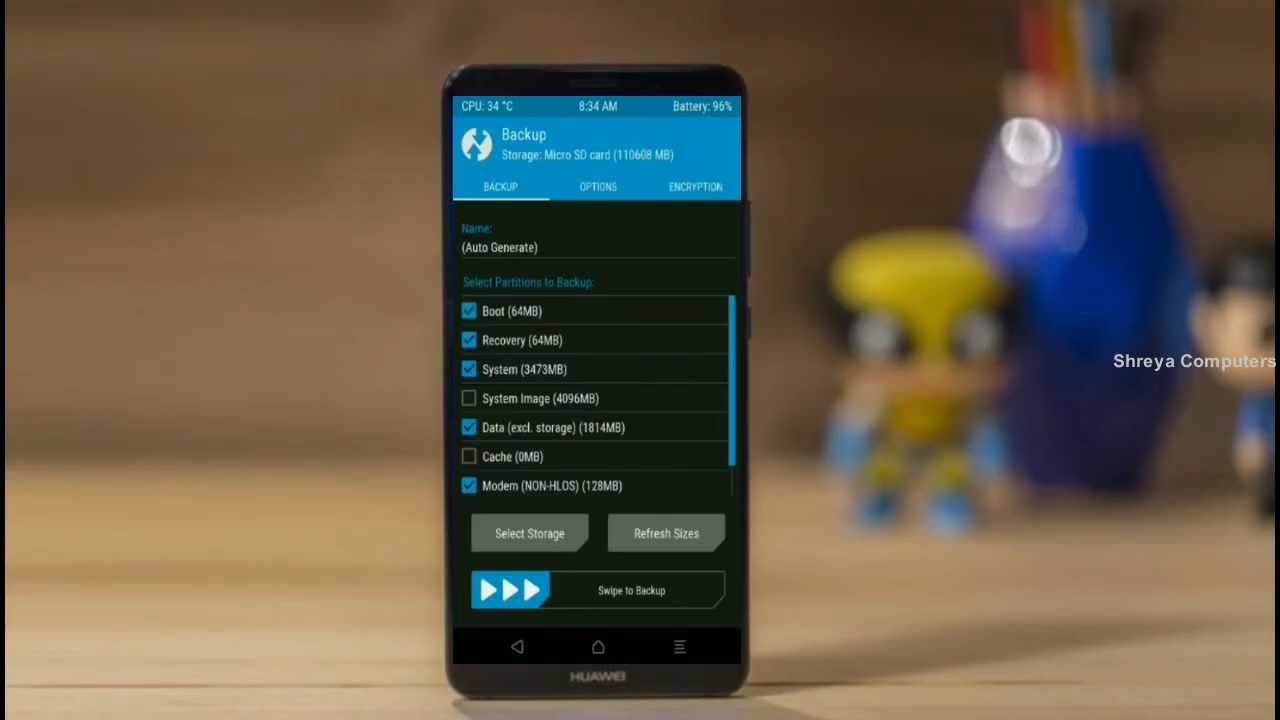 CPU: 34 °C 8:34 AM Battery: 96%
Backup
Storage: Micro SD card (110608 MB)
BACKUP OPTIONS ENCRYPTION
Name:
(Auto Generate)
Select Partitions to Backup:
Boot (64MB)
Recovery (64MB)
System (3473MB)
System Image (4096MB)
Data (excl. storage) (1814MB)
Cache (0MB)
Modem (NON-HLOS) (128MB)
Select Storage Refresh Sizes
Swipe to Backup
HUAWEI
Shreya Computers